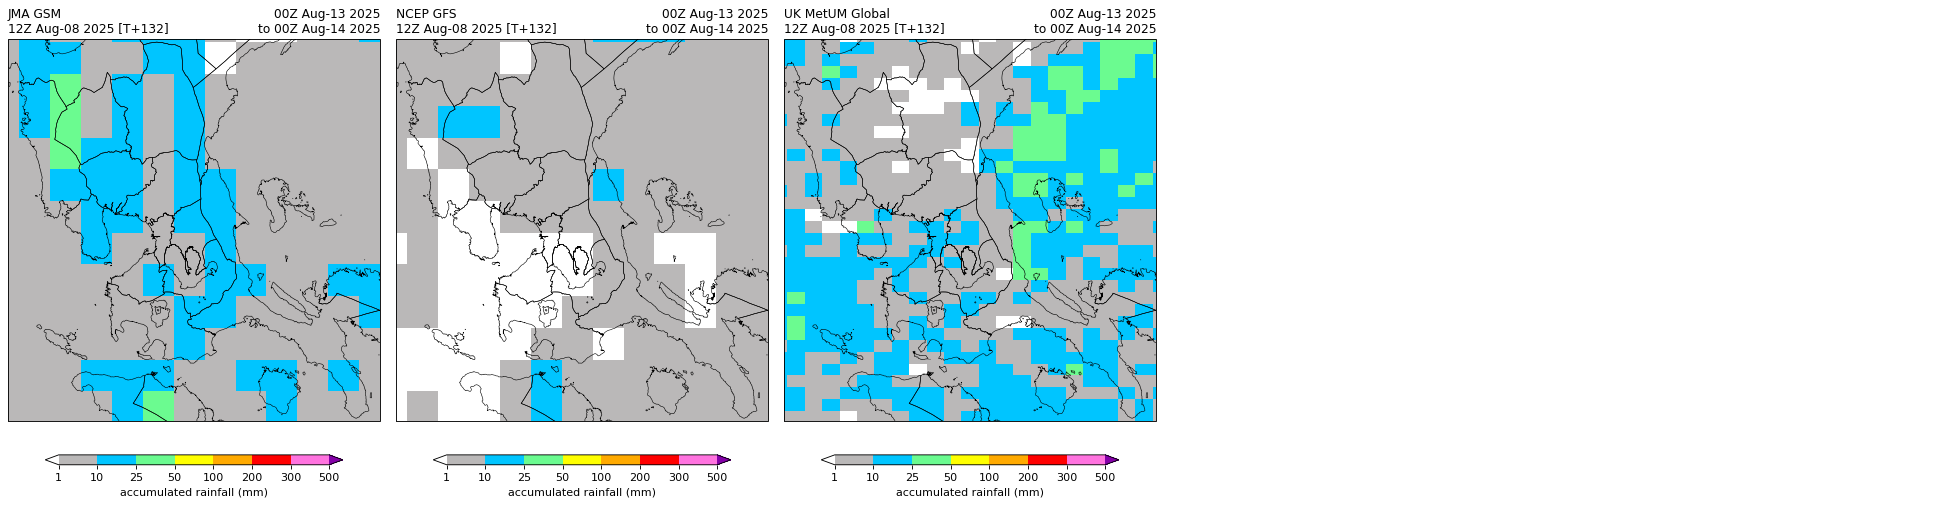 JMA GSM 00Z Aug-13 2025
12Z Aug-08 2025 [T+132] to 00Z Aug-14 2025
1 10 25 50 100 200 300 500
accumulated rainfall (mm)
NCEP GFS 00Z Aug-13 2025
12Z Aug-08 2025 [T+132] to 00Z Aug-14 2025
1 10 25 50 100 200 300 500
accumulated rainfall (mm)
UK MetUM Global 00Z Aug-13 2025
12Z Aug-08 2025 [T+132] to 00Z Aug-14 2025
1 10 25 50 100 200 300 500
accumulated rainfall (mm)